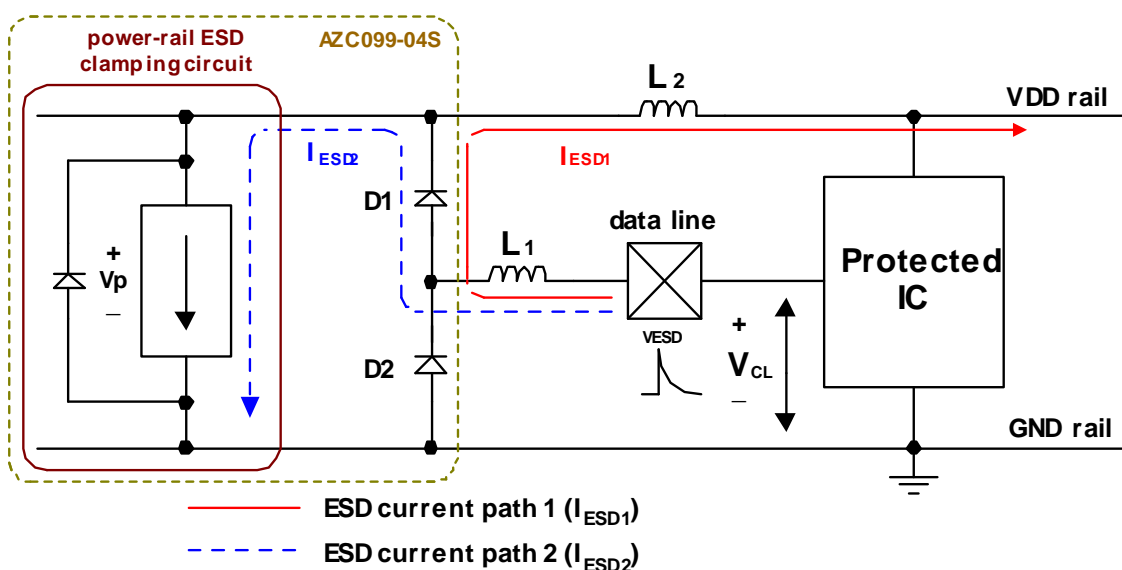 power-rail ESD
clamping circuit
AZC099-04S
L2
VDD rail
IESD2
IESD1
D1
data line
L1
+
Vp
_
Protected
IC
VESD
+
VCL
_
D2
GND rail
ESD current path 1 (IESD1)
ESD current path 2 (IESD2)